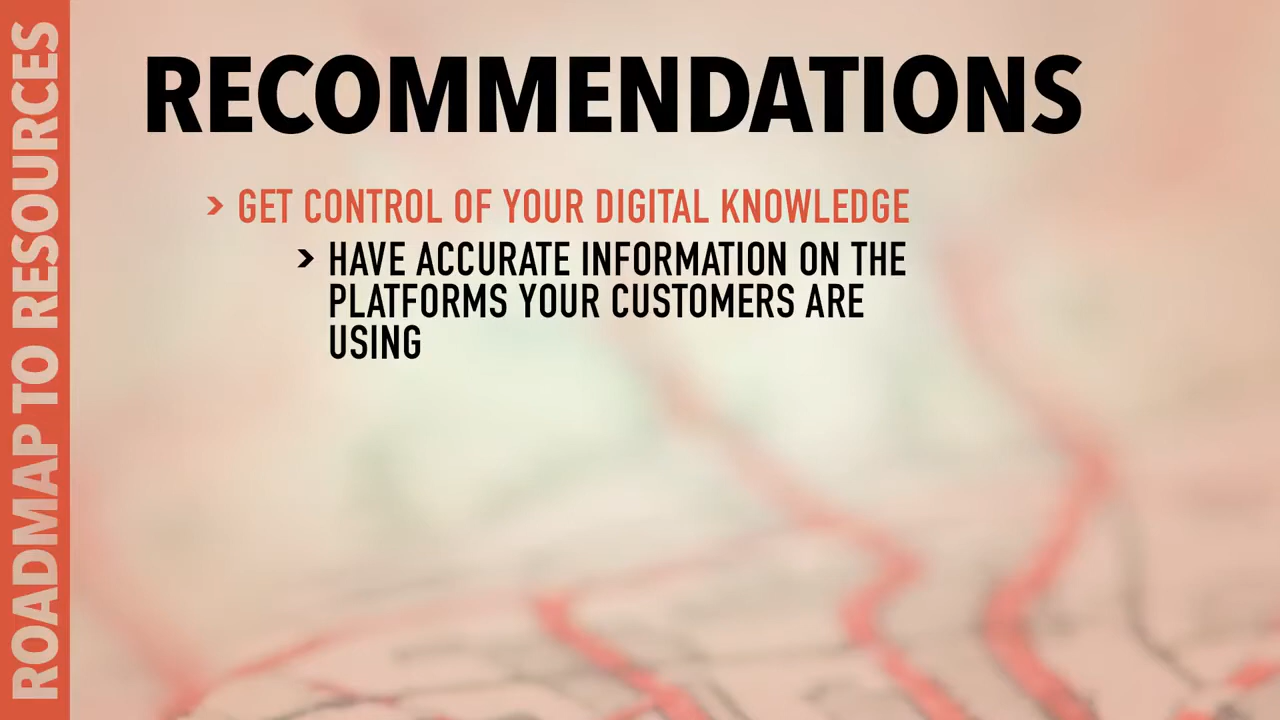 ROADMAP TO RESOURCES
RECOMMENDATIONS
> GET CONTROL OF YOUR DIGITAL KNOWLEDGE
> HAVE ACCURATE INFORMATION ON THE
PLATFORMS YOUR CUSTOMERS ARE
USING